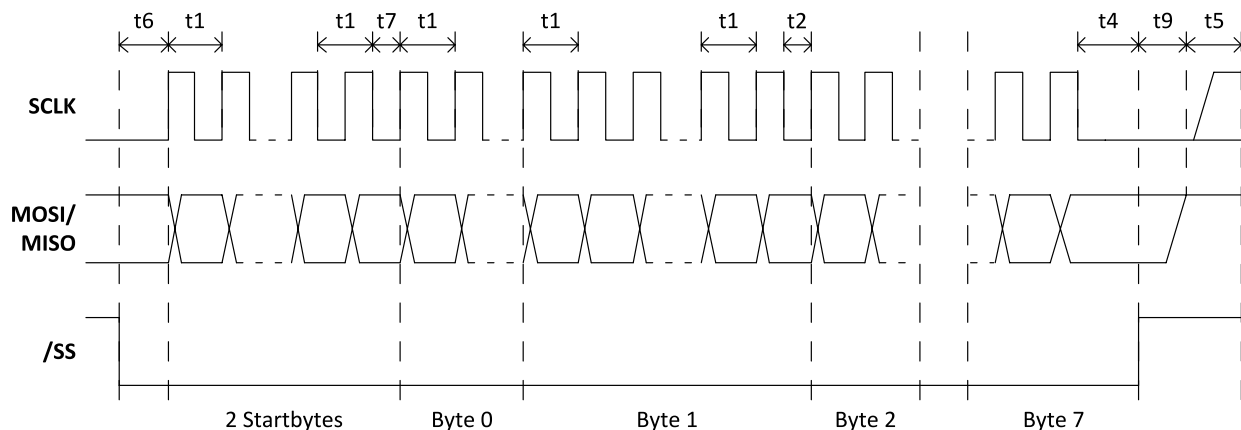 t6 t1 t1 t7 t1 t1 t1 t2 t4 t9 t5
SCLK
MOSI/
MISO
/SS
2 Startbytes Byte 0 Byte 1 Byte 2 Byte 7